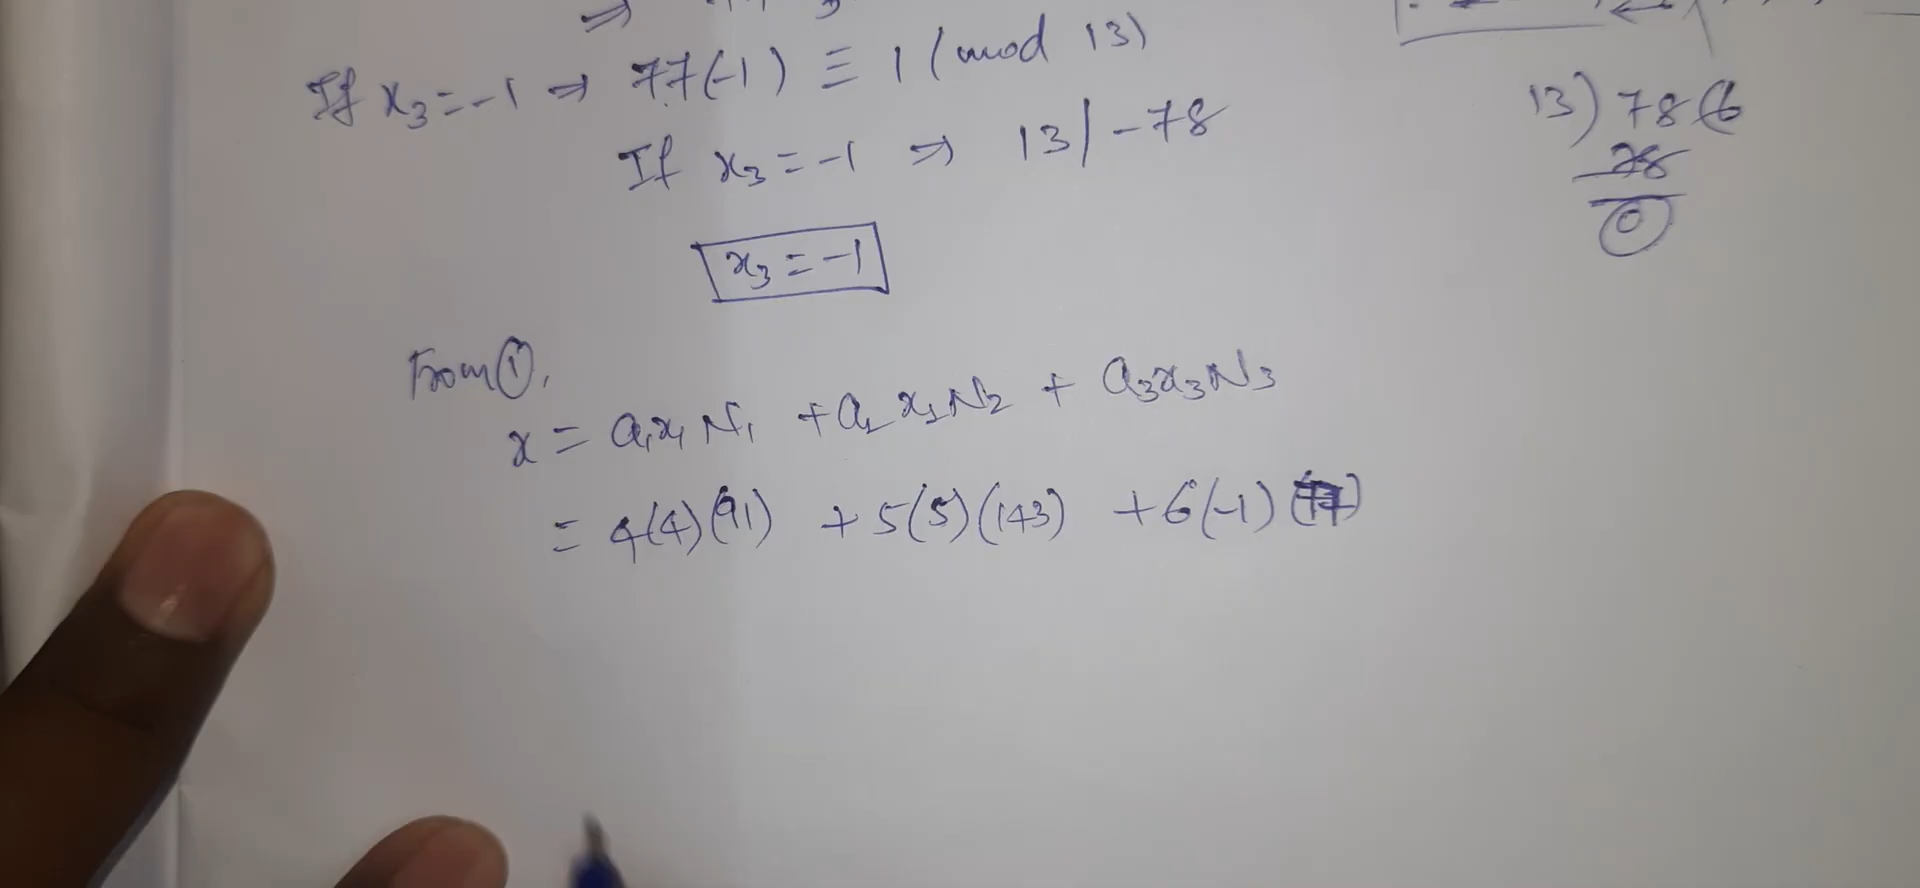 ⇒
If x₃ = -1 ⇒ 77(-1) ≡ 1 (mod 13)
If x₃ = -1 ⇒ 13 | -78
x₃ = -1
13) 78 (6
78
0
From ①,
x = a₁x₁N₁ + a₂x₂N₂ + a₃x₃N₃
= 4(4)(91) + 5(5)(143) + 6(-1)(77)